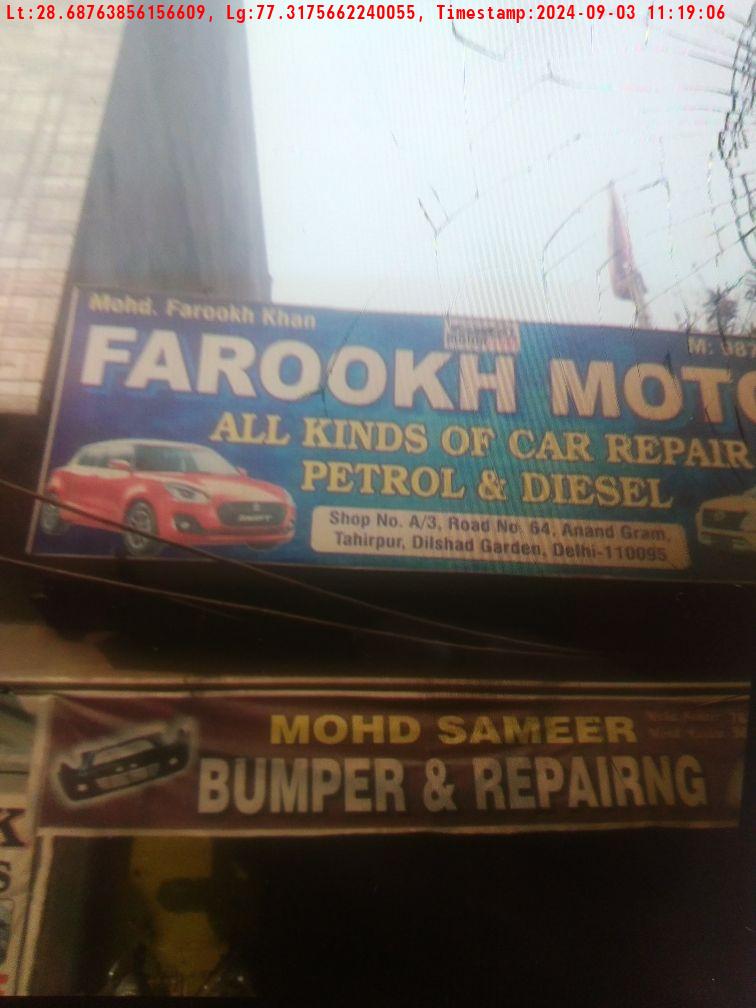 Lt:28.68763856156609, Lg:77.3175662240055, Timestamp:2024-09-03 11:19:06
Mohd. Farookh Khan
M: 987
FAROOKH MOTO
ALL KINDS OF CAR REPAIR
PETROL & DIESEL
Shop No. A/3, Road No. 64, Anand Gram,
Tahirpur, Dilshad Garden, Delhi-110095
MOHD SAMEER
BUMPER & REPAIRNG
K
S